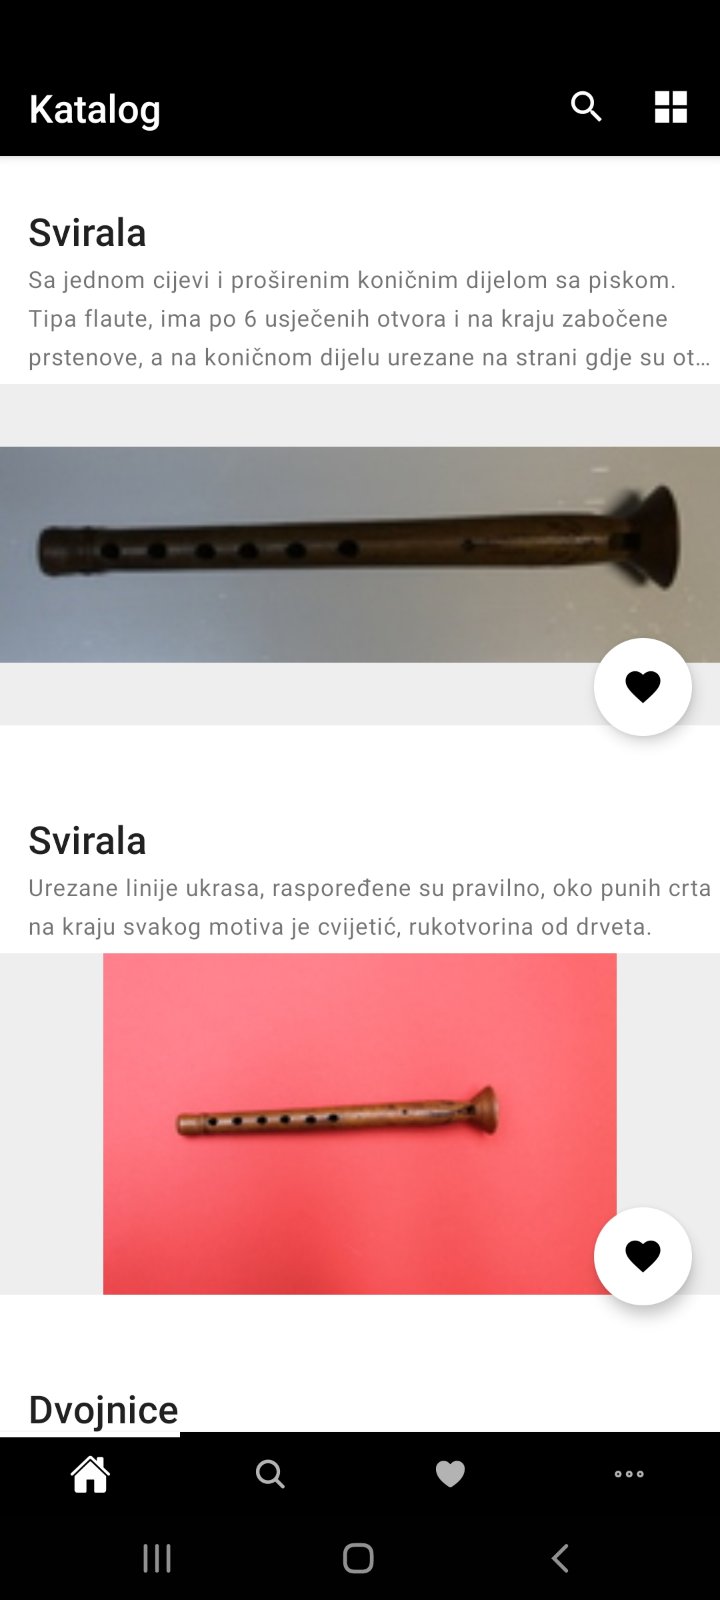 Katalog
Svirala
Sa jednom cijevi i proširenim koničnim dijelom sa piskom.
Tipa flaute, ima po 6 usječenih otvora i na kraju zabočene
prstenove, a na koničnom dijelu urezane na strani gdje su ot…
Svirala
Urezane linije ukrasa, raspoređene su pravilno, oko punih crta
na kraju svakog motiva je cvijetić, rukotvorina od drveta.
Dvojnice